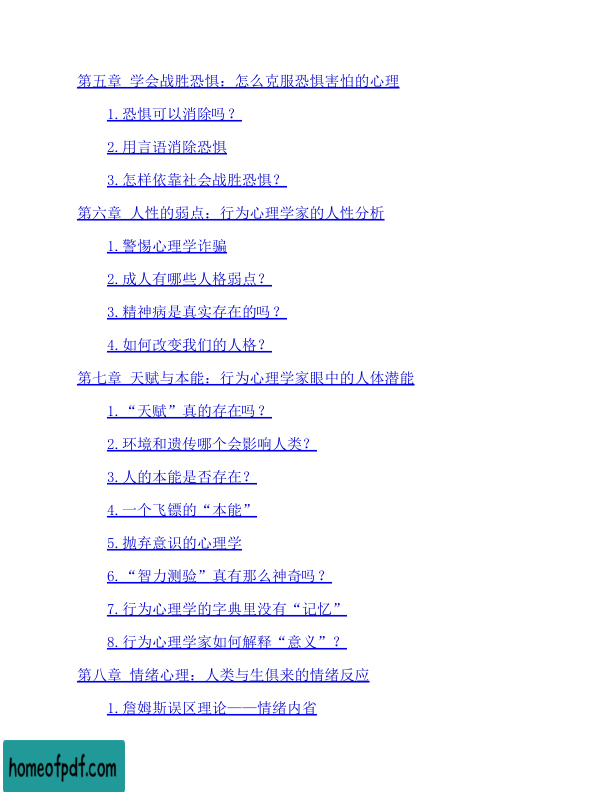 第五章 学会战胜恐惧：怎么克服恐惧害怕的心理
1.恐惧可以消除吗？
2.用言语消除恐惧
3.怎样依靠社会战胜恐惧？
第六章 人性的弱点：行为心理学家的人性分析
1.警惕心理学诈骗
2.成人有哪些人格弱点？
3.精神病是真实存在的吗？
4.如何改变我们的人格？
第七章 天赋与本能：行为心理学家眼中的人体潜能
1.“天赋”真的存在吗？
2.环境和遗传哪个会影响人类？
3.人的本能是否存在？
4.一个飞镖的“本能”
5.抛弃意识的心理学
6.“智力测验”真有那么神奇吗？
7.行为心理学的字典里没有“记忆”
8.行为心理学家如何解释“意义”？
第八章 情绪心理：人类与生俱来的情绪反应
1.詹姆斯误区理论——情绪内省
homeofpdf.com